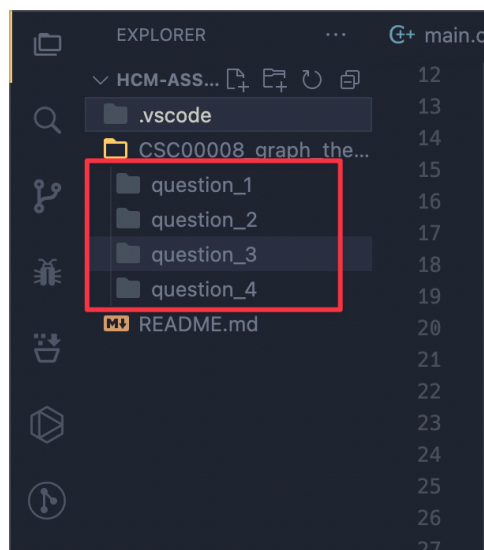 EXPLORER ...
main.c
HCM-ASS...
.vscode
CSC00008_graph_the...
question_1
question_2
question_3
question_4
README.md
12
13
14
15
16
17
18
19
20
21
22
23
24
25
26
27